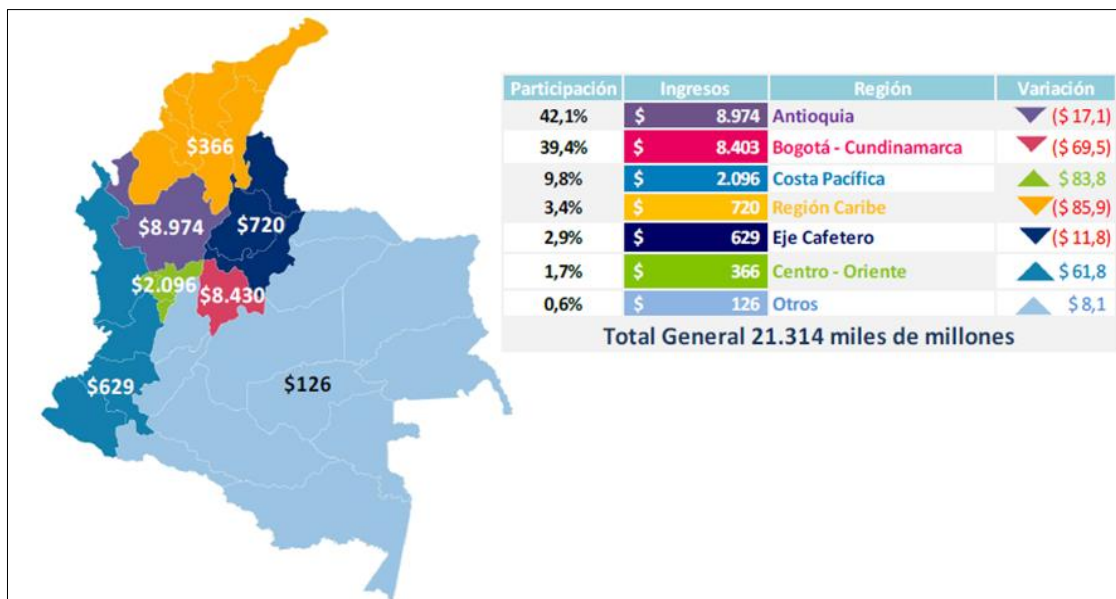 $366
$8.974
$720
$2.096
$8.430
$629
$126
Participación Ingresos Región Variación
42,1% $ 8.974 Antioquia ($ 17,1)
39,4% $ 8.403 Bogotá - Cundinamarca ($ 69,5)
9,8% $ 2.096 Costa Pacífica $ 83,8
3,4% $ 720 Región Caribe ($ 85,9)
2,9% $ 629 Eje Cafetero ($ 11,8)
1,7% $ 366 Centro - Oriente $ 61,8
0,6% $ 126 Otros $ 8,1
Total General 21.314 miles de millones